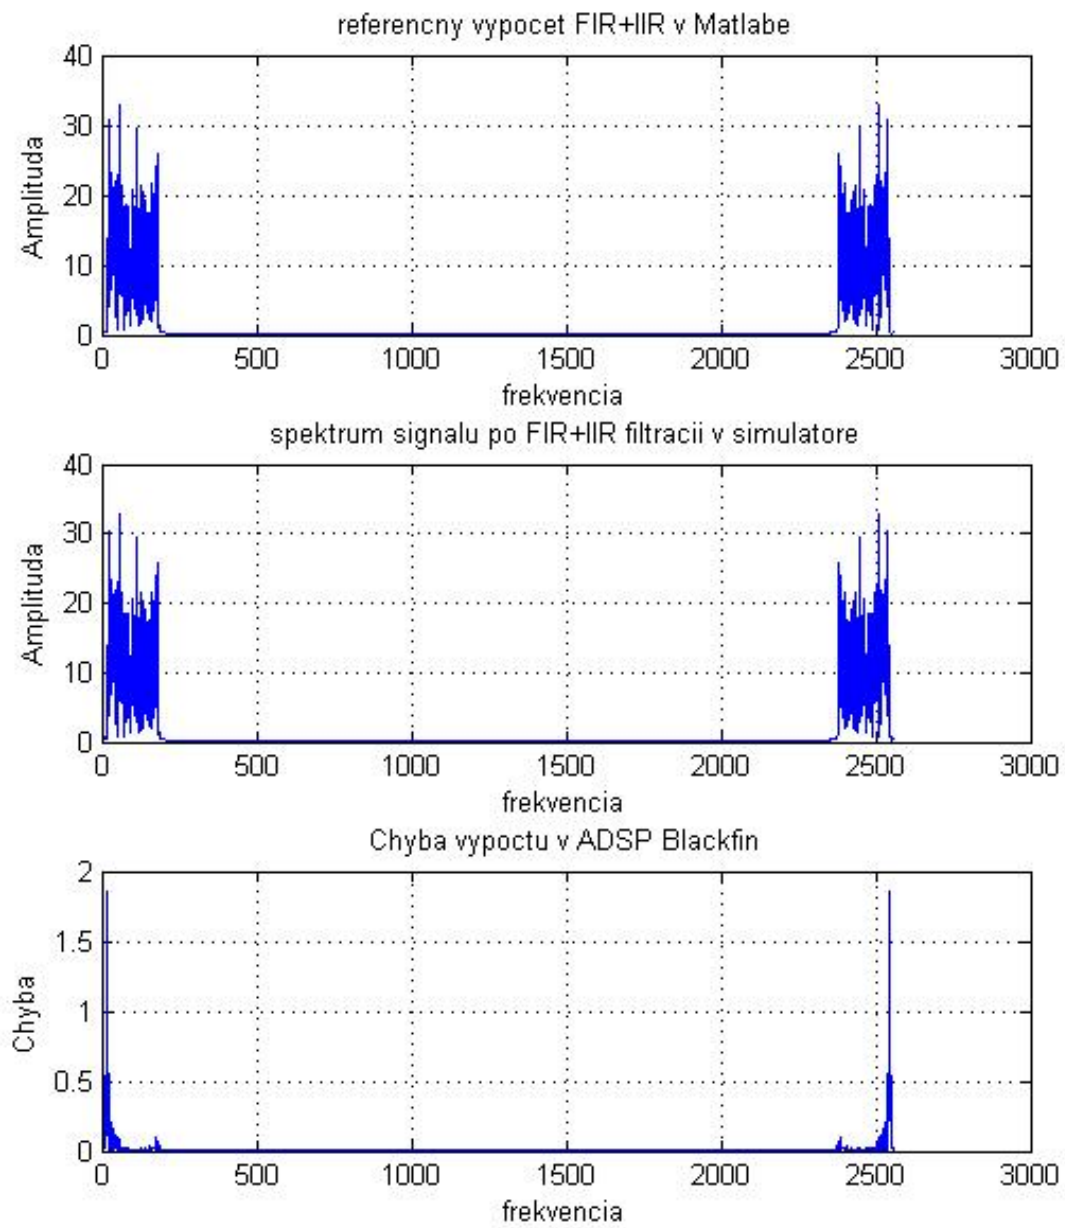 referencny vypocet FIR+IIR v Matlabe
40
30
20
10
0
Amplituda
0 500 1000 1500 2000 2500 3000
frekvencia
spektrum signalu po FIR+IIR filtracii v simulatore
40
30
20
10
0
Amplituda
0 500 1000 1500 2000 2500 3000
frekvencia
Chyba vypoctu v ADSP Blackfin
2
1.5
1
0.5
0
Chyba
0 500 1000 1500 2000 2500 3000
frekvencia